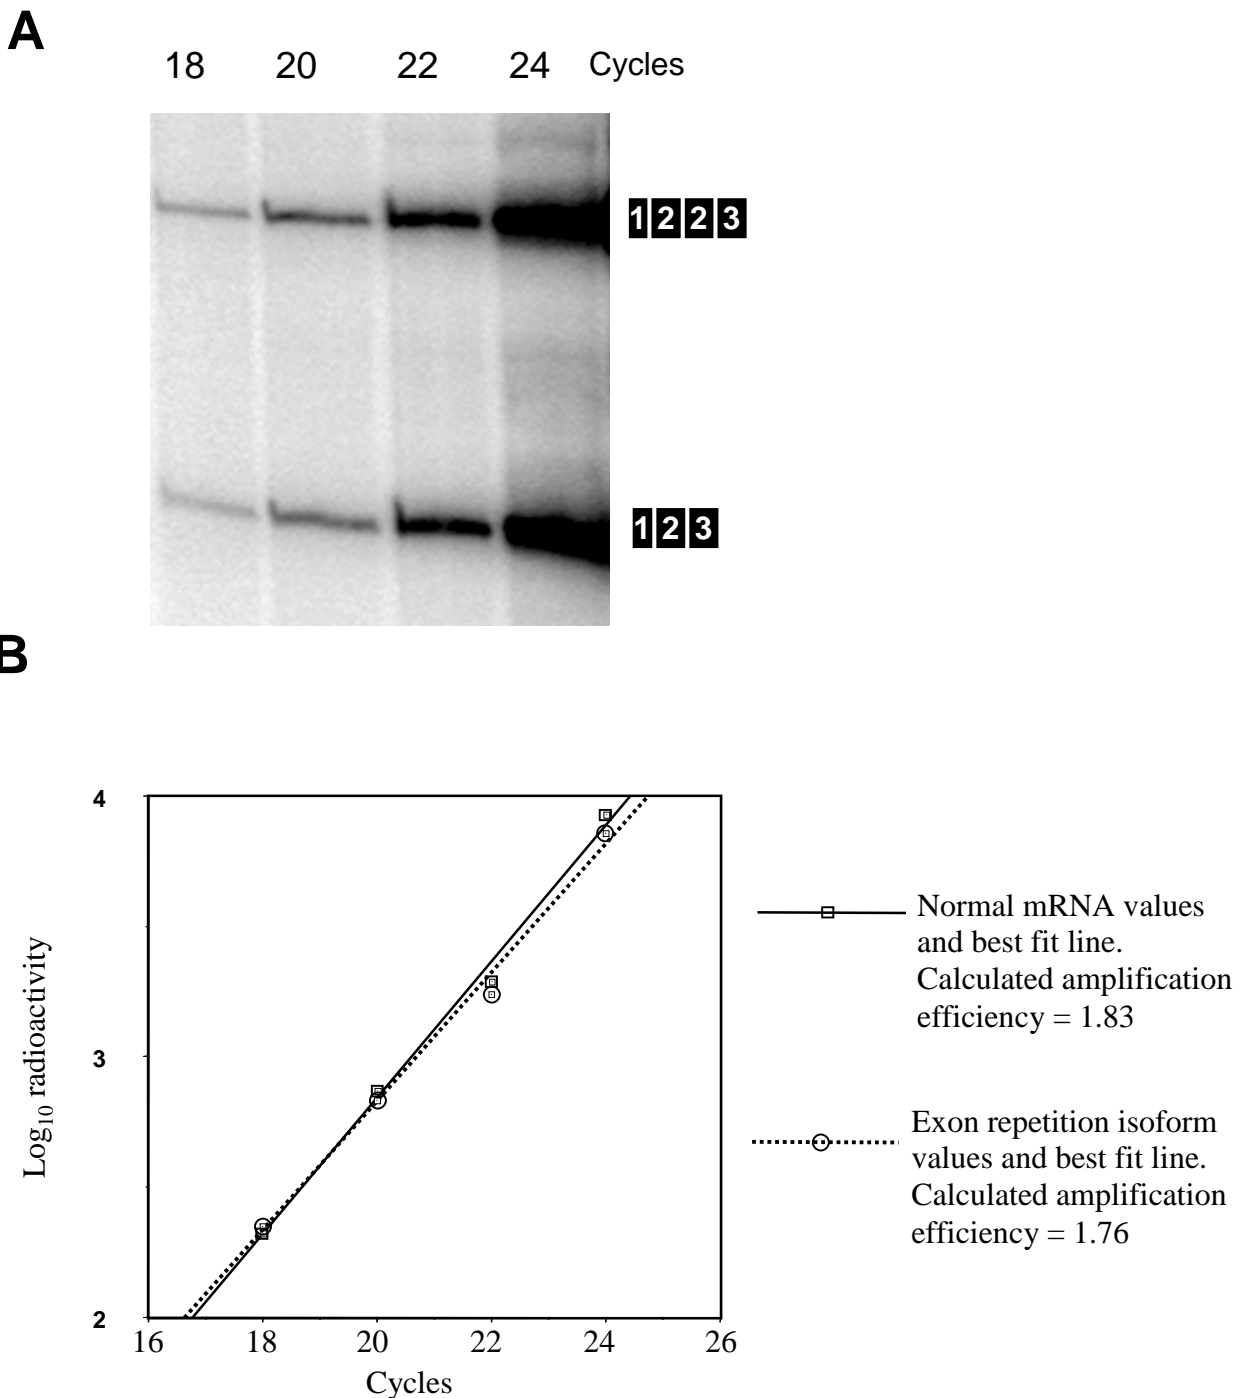 A
18 20 22 24 Cycles
1 2 2 3
1 2 3
B
4
3
2
Log10 radioactivity
16 18 20 22 24 26
Cycles
Normal mRNA values
and best fit line.
Calculated amplification
efficiency = 1.83
Exon repetition isoform
values and best fit line.
Calculated amplification
efficiency = 1.76